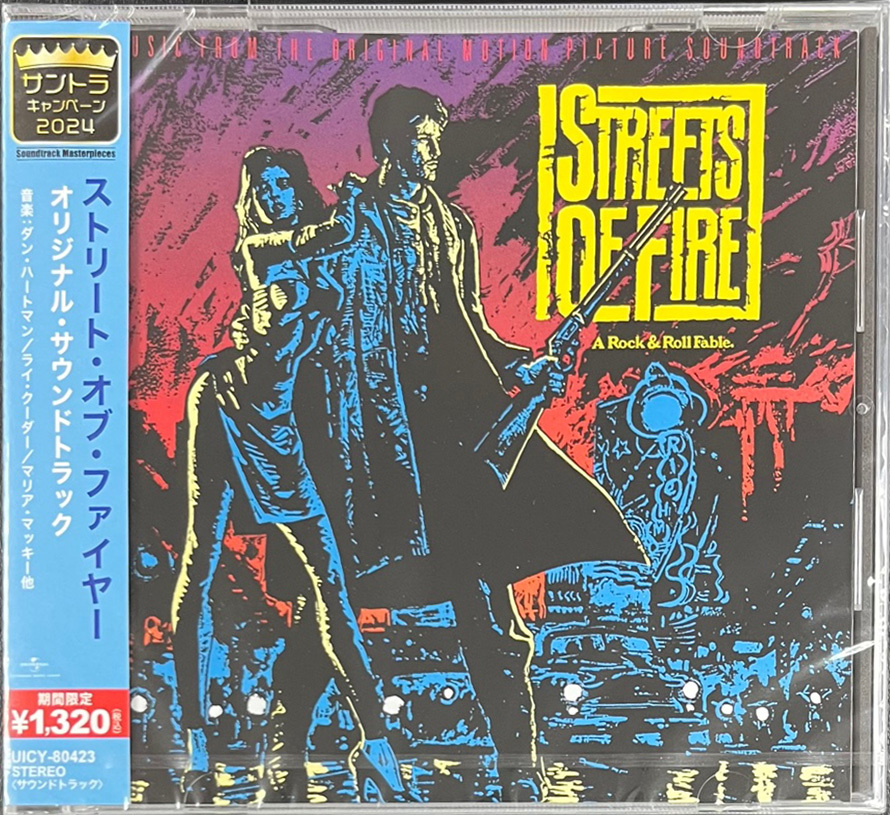 サントラ
キャンペーン
2024
Soundtrack Masterpieces
ストリート・オブ・ファイヤー
オリジナル・サウンドトラック
音楽：ダン・ハートマン／ライ・クーダー／マリア・マッキー他
期間限定
¥1,320(税込)
UICY-80423
STEREO
(サウンドトラック)
MUSIC FROM THE ORIGINAL MOTION PICTURE SOUNDTRACK
STREETS
OF FIRE
A Rock & Roll Fable.